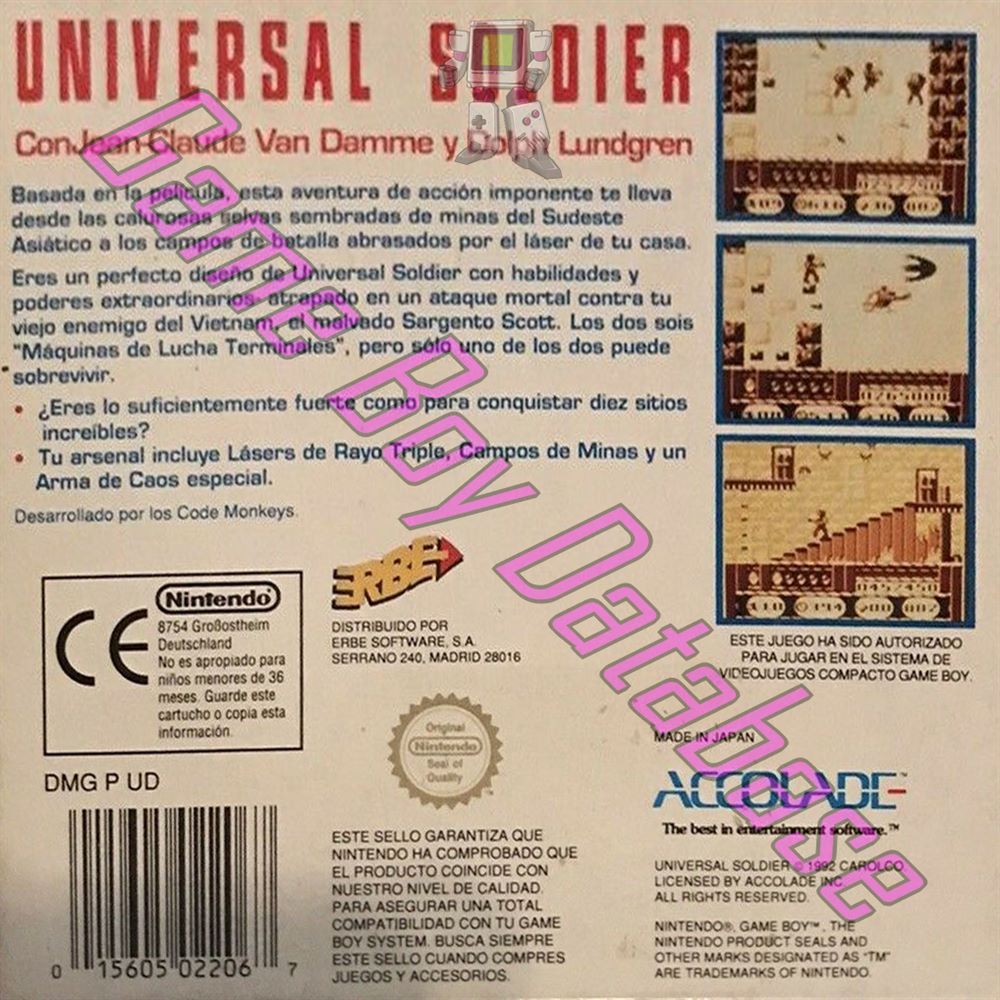 UNIVERSAL SOLDIER
Con Jean-Claude Van Damme y Dolph Lundgren
Basada en la película, esta aventura de acción imponente te lleva
desde las calurosas selvas sembradas de minas del Sudeste
Asiático a los campos de batalla abrasados por el láser de tu casa.
Eres un perfecto diseño de Universal Soldier con habilidades y
poderes extraordinarios atrapado en un ataque mortal contra tu
viejo enemigo del Vietnam, el malvado Sargento Scott. Los dos sois
"Máquinas de Lucha Terminales", pero sólo uno de los dos puede
sobrevivir.
• ¿Eres lo suficientemente fuerte como para conquistar diez sitios
increíbles?
• Tu arsenal incluye Lásers de Rayo Triple, Campos de Minas y un
Arma de Caos especial.
Desarrollado por los Code Monkeys.
CE
Nintendo
8754 Großostheim
Deutschland
No es apropiado para
niños menores de 36
meses. Guarde este
cartucho o copia esta
información.
DMG P UD
0 15605 02206 7
ERBE
DISTRIBUIDO POR
ERBE SOFTWARE, S.A.
SERRANO 240, MADRID 28016
Original
Nintendo
Seal of
Quality
ESTE SELLO GARANTIZA QUE
NINTENDO HA COMPROBADO QUE
EL PRODUCTO COINCIDE CON
NUESTRO NIVEL DE CALIDAD.
PARA ASEGURAR UNA TOTAL
COMPATIBILIDAD CON TU GAME
BOY SYSTEM. BUSCA SIEMPRE
ESTE SELLO CUANDO COMPRES
JUEGOS Y ACCESORIOS.
ESTE JUEGO HA SIDO AUTORIZADO
PARA JUGAR EN EL SISTEMA DE
VIDEOJUEGOS COMPACTO GAME BOY.
MADE IN JAPAN
ACCOLADE™
The best in entertainment software.™
UNIVERSAL SOLDIER © 1992 CAROLCO
LICENSED BY ACCOLADE INC.
ALL RIGHTS RESERVED.
NINTENDO®, GAME BOY™, THE
NINTENDO PRODUCT SEALS AND
OTHER MARKS DESIGNATED AS "TM"
ARE TRADEMARKS OF NINTENDO.
Game Boy Database